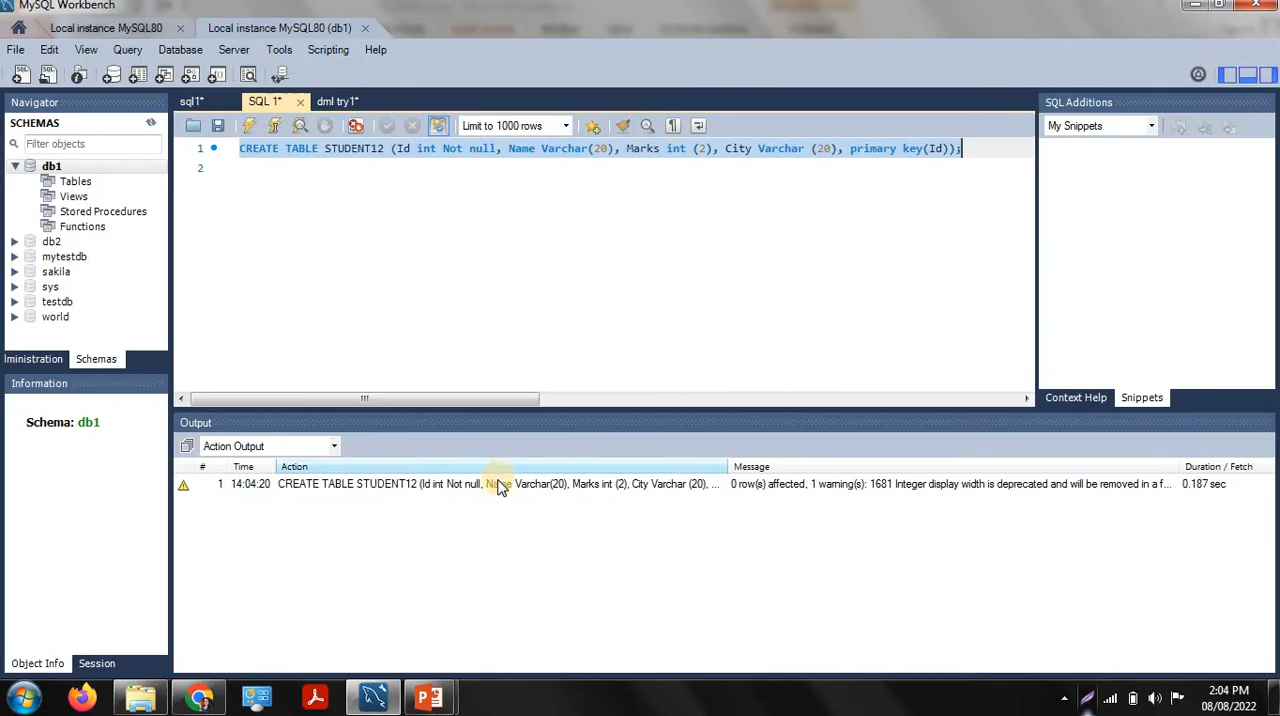 MySQL Workbench
Local instance MySQL80 × Local instance MySQL80 (db1) ×
File Edit View Query Database Server Tools Scripting Help
Navigator
SCHEMAS
Filter objects
db1
Tables
Views
Stored Procedures
Functions
db2
mytestdb
sakila
sys
testdb
world
lministration Schemas
Information
Schema: db1
Object Info Session
sql1* SQL 1* × dml try1*
Limit to 1000 rows
1 CREATE TABLE STUDENT12 (Id int Not null, Name Varchar(20), Marks int (2), City Varchar (20), primary key(Id));
2
SQL Additions
My Snippets
Context Help Snippets
Output
Action Output
# Time Action Message Duration / Fetch
1 14:04:20 CREATE TABLE STUDENT12 (Id int Not null, Name Varchar(20), Marks int (2), City Varchar (20), ... 0 row(s) affected, 1 warning(s): 1681 Integer display width is deprecated and will be removed in a f... 0.187 sec
2:04 PM
08/08/2022